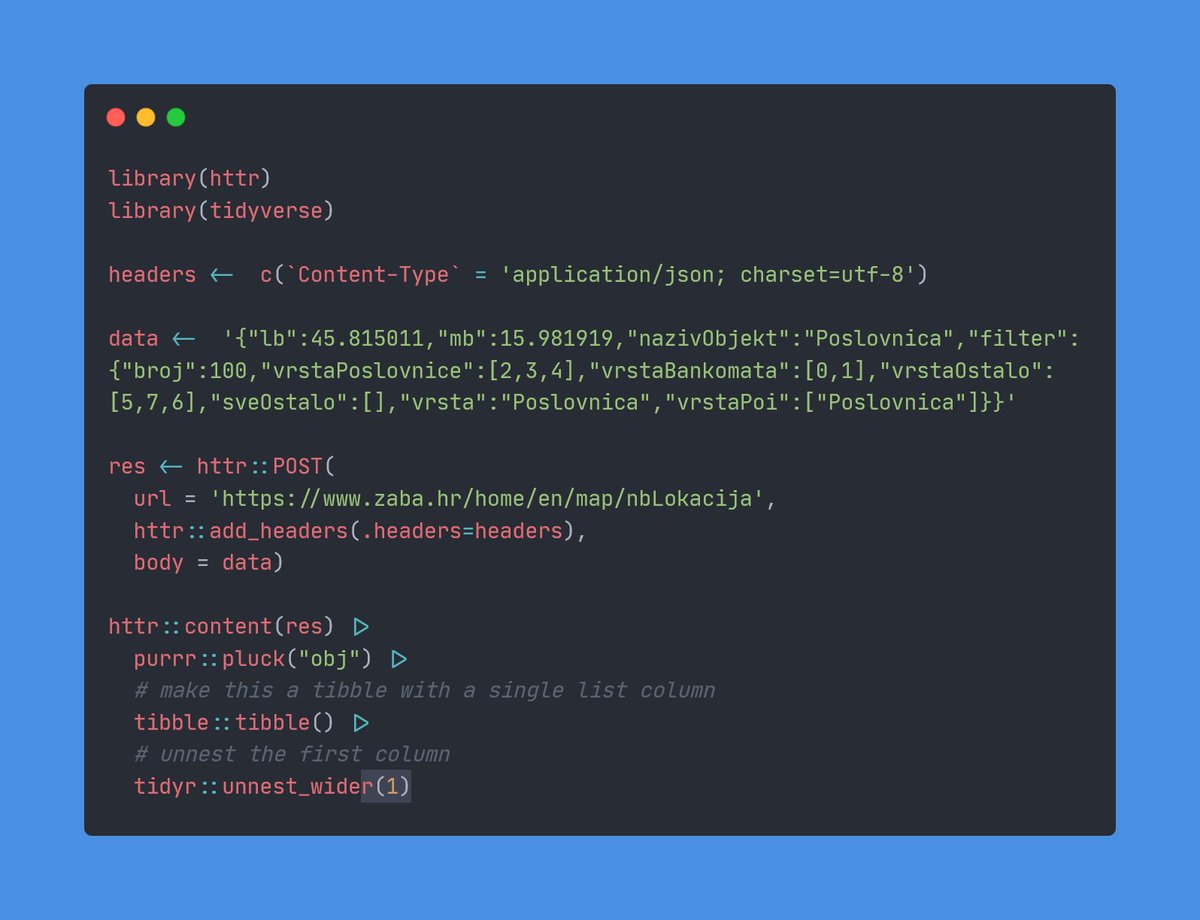 library(httr)
library(tidyverse)
headers <- c(`Content-Type` = 'application/json; charset=utf-8')
data <- '{"lb":45.815011,"mb":15.981919,"nazivObjekt":"Poslovnica","filter":
{"broj":100,"vrstaPoslovnice":[2,3,4],"vrstaBankomata":[0,1],"vrstaOstalo":
[5,7,6],"sveOstalo":[],"vrsta":"Poslovnica","vrstaPoi":["Poslovnica"]}}'
res <- httr::POST(
  url = 'https://www.zaba.hr/home/en/map/nbLokacija',
  httr::add_headers(.headers=headers),
  body = data)
httr::content(res) |>
  purrr::pluck("obj") |>
  # make this a tibble with a single list column
  tibble::tibble() |>
  # unnest the first column
  tidyr::unnest_wider(1)